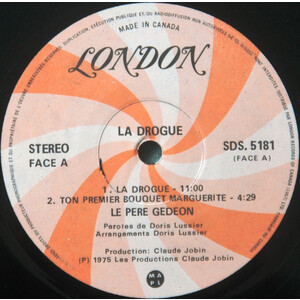 MADE IN CANADA
LONDON
LA DROGUE
STEREO
FACE A
SDS. 5181
(FACE A)
1. LA DROGUE - 11:00
2. TON PREMIER BOUQUET MARGUERITE - 4:29
LE PERE GEDEON
Paroles de Doris Lussier
Arrangements Doris Lussier
Production: Claude Jobin
(P) 1975 Les Productions Claude Jobin
M A
P L